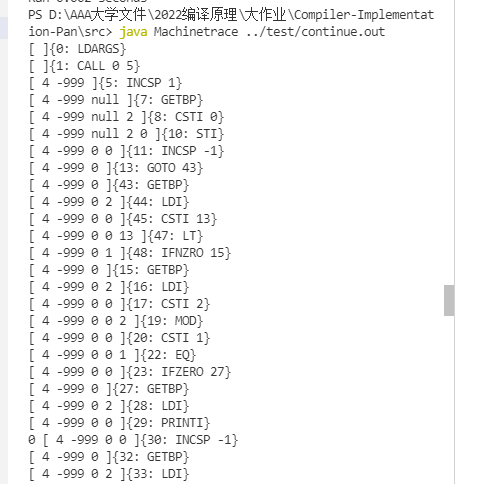 PS D:\AAA大学文件\2022编译原理\大作业\Compiler-Implementat
ion-Pan\src> java Machinetrace ../test/continue.out
[ ]{0: LDARGS}
[ ]{1: CALL 0 5}
[ 4 -999 ]{5: INCSP 1}
[ 4 -999 null ]{7: GETBP}
[ 4 -999 null 2 ]{8: CSTI 0}
[ 4 -999 null 2 0 ]{10: STI}
[ 4 -999 0 0 ]{11: INCSP -1}
[ 4 -999 0 ]{13: GOTO 43}
[ 4 -999 0 ]{43: GETBP}
[ 4 -999 0 2 ]{44: LDI}
[ 4 -999 0 0 ]{45: CSTI 13}
[ 4 -999 0 0 13 ]{47: LT}
[ 4 -999 0 1 ]{48: IFNZRO 15}
[ 4 -999 0 ]{15: GETBP}
[ 4 -999 0 2 ]{16: LDI}
[ 4 -999 0 0 ]{17: CSTI 2}
[ 4 -999 0 0 2 ]{19: MOD}
[ 4 -999 0 0 ]{20: CSTI 1}
[ 4 -999 0 0 1 ]{22: EQ}
[ 4 -999 0 0 ]{23: IFZERO 27}
[ 4 -999 0 ]{27: GETBP}
[ 4 -999 0 2 ]{28: LDI}
[ 4 -999 0 0 ]{29: PRINTI}
0 [ 4 -999 0 0 ]{30: INCSP -1}
[ 4 -999 0 ]{32: GETBP}
[ 4 -999 0 2 ]{33: LDI}